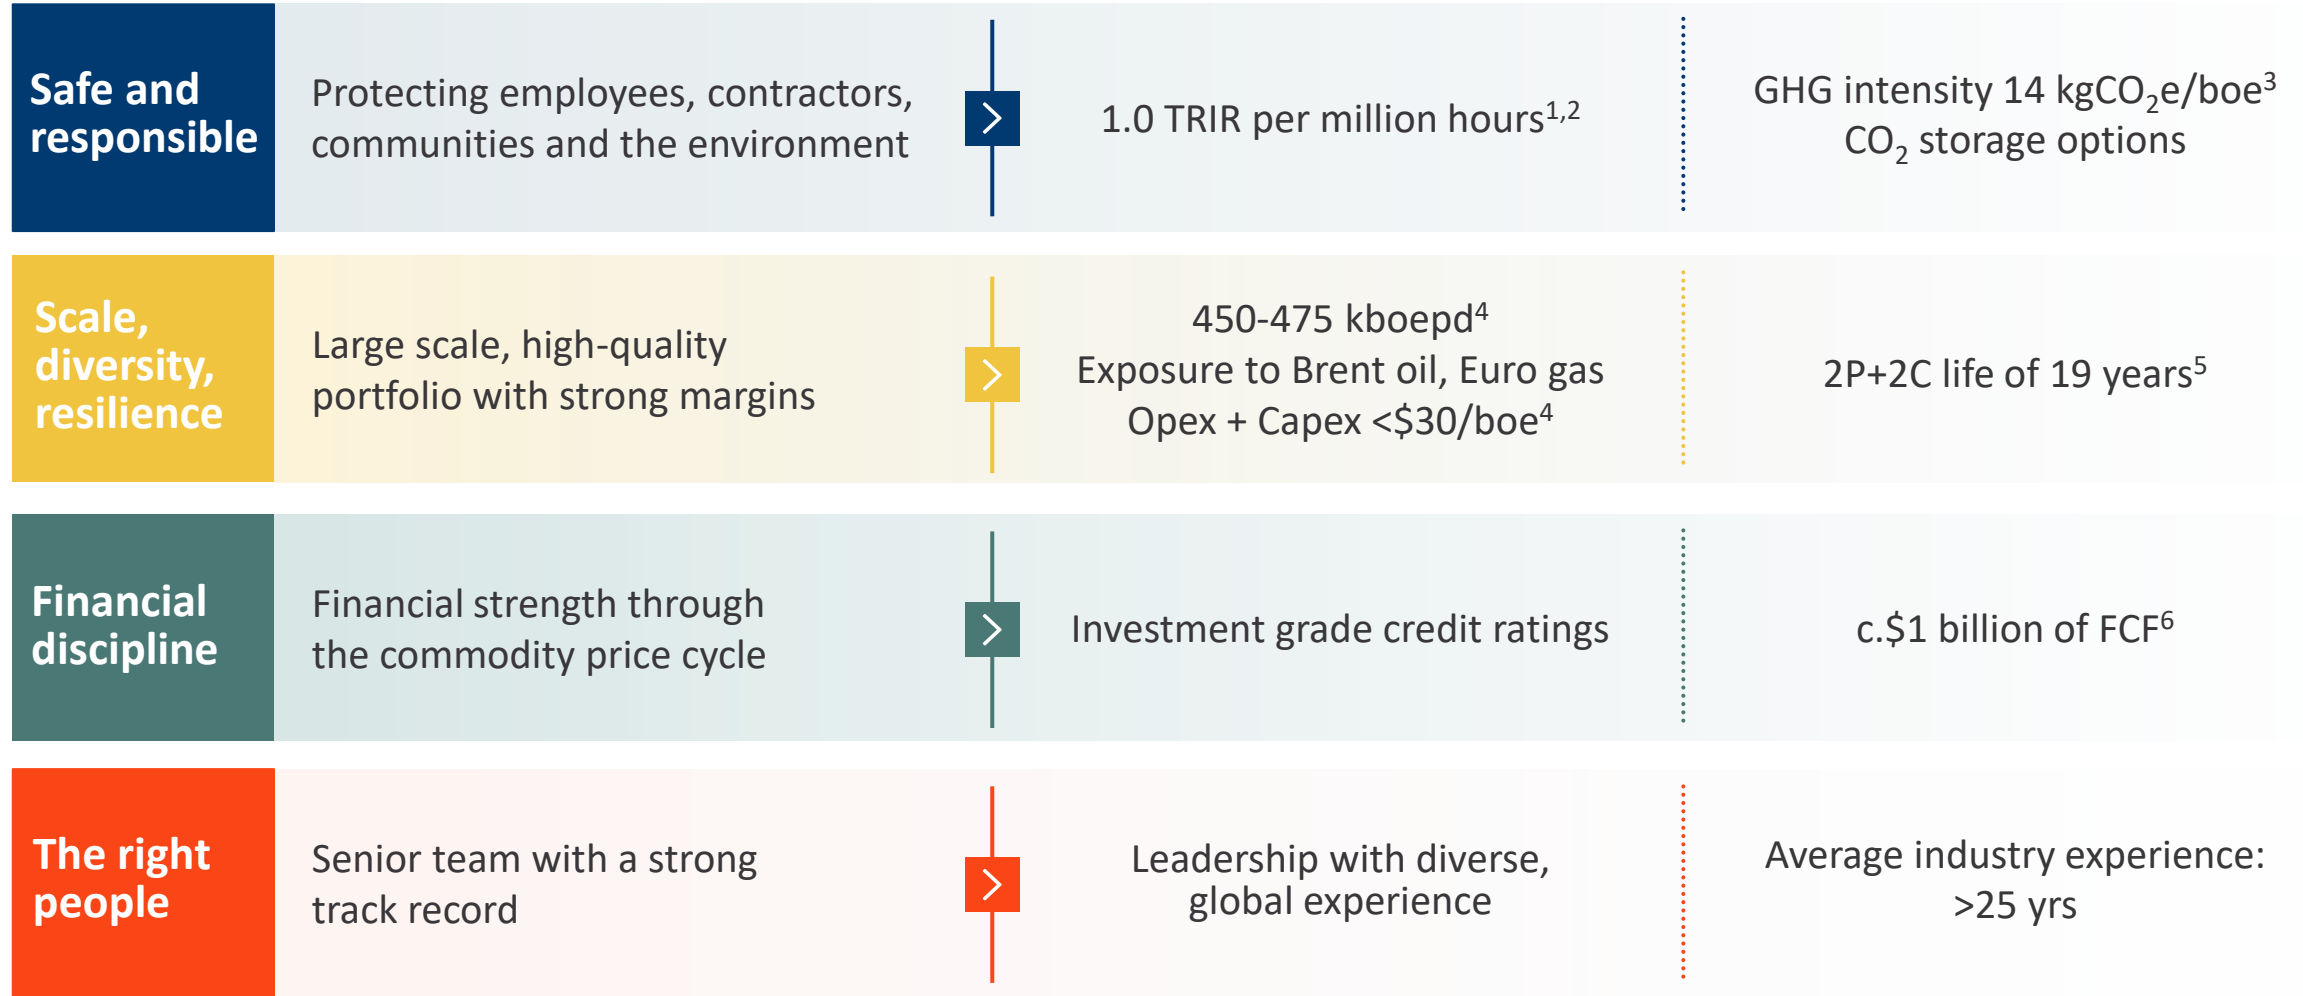 Safe and
responsible
Protecting employees, contractors,
communities and the environment
1.0 TRIR per million hours¹,²
GHG intensity 14 kgCO₂e/boe³
CO₂ storage options
Scale,
diversity,
resilience
Large scale, high-quality
portfolio with strong margins
450-475 kboepd⁴
Exposure to Brent oil, Euro gas
Opex + Capex <$30/boe⁴
2P+2C life of 19 years⁵
Financial
discipline
Financial strength through
the commodity price cycle
Investment grade credit ratings
c.$1 billion of FCF⁶
The right
people
Senior team with a strong
track record
Leadership with diverse,
global experience
Average industry experience:
>25 yrs